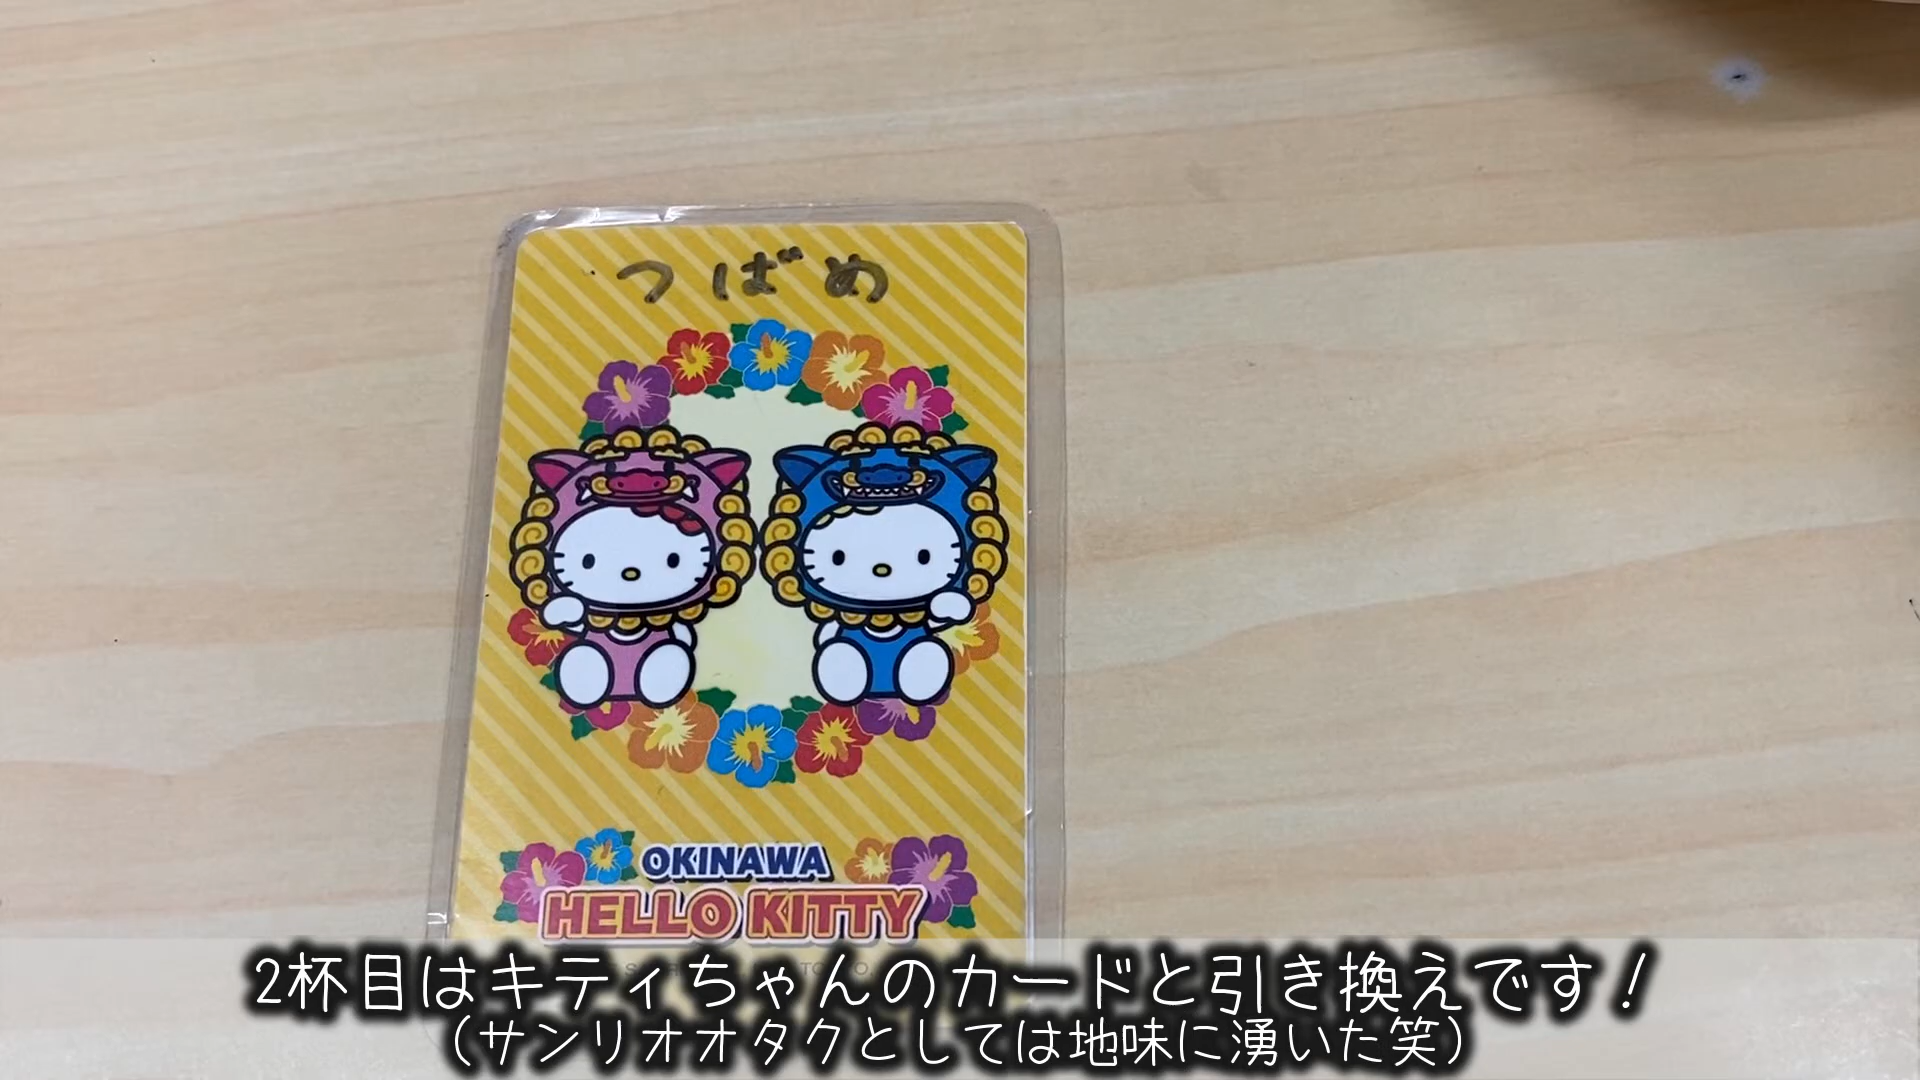 つばめ
OKINAWA
HELLO KITTY
2杯目はキティちゃんのカードと引き換えです!
(サンリオオタクとしては地味に湧いた笑)